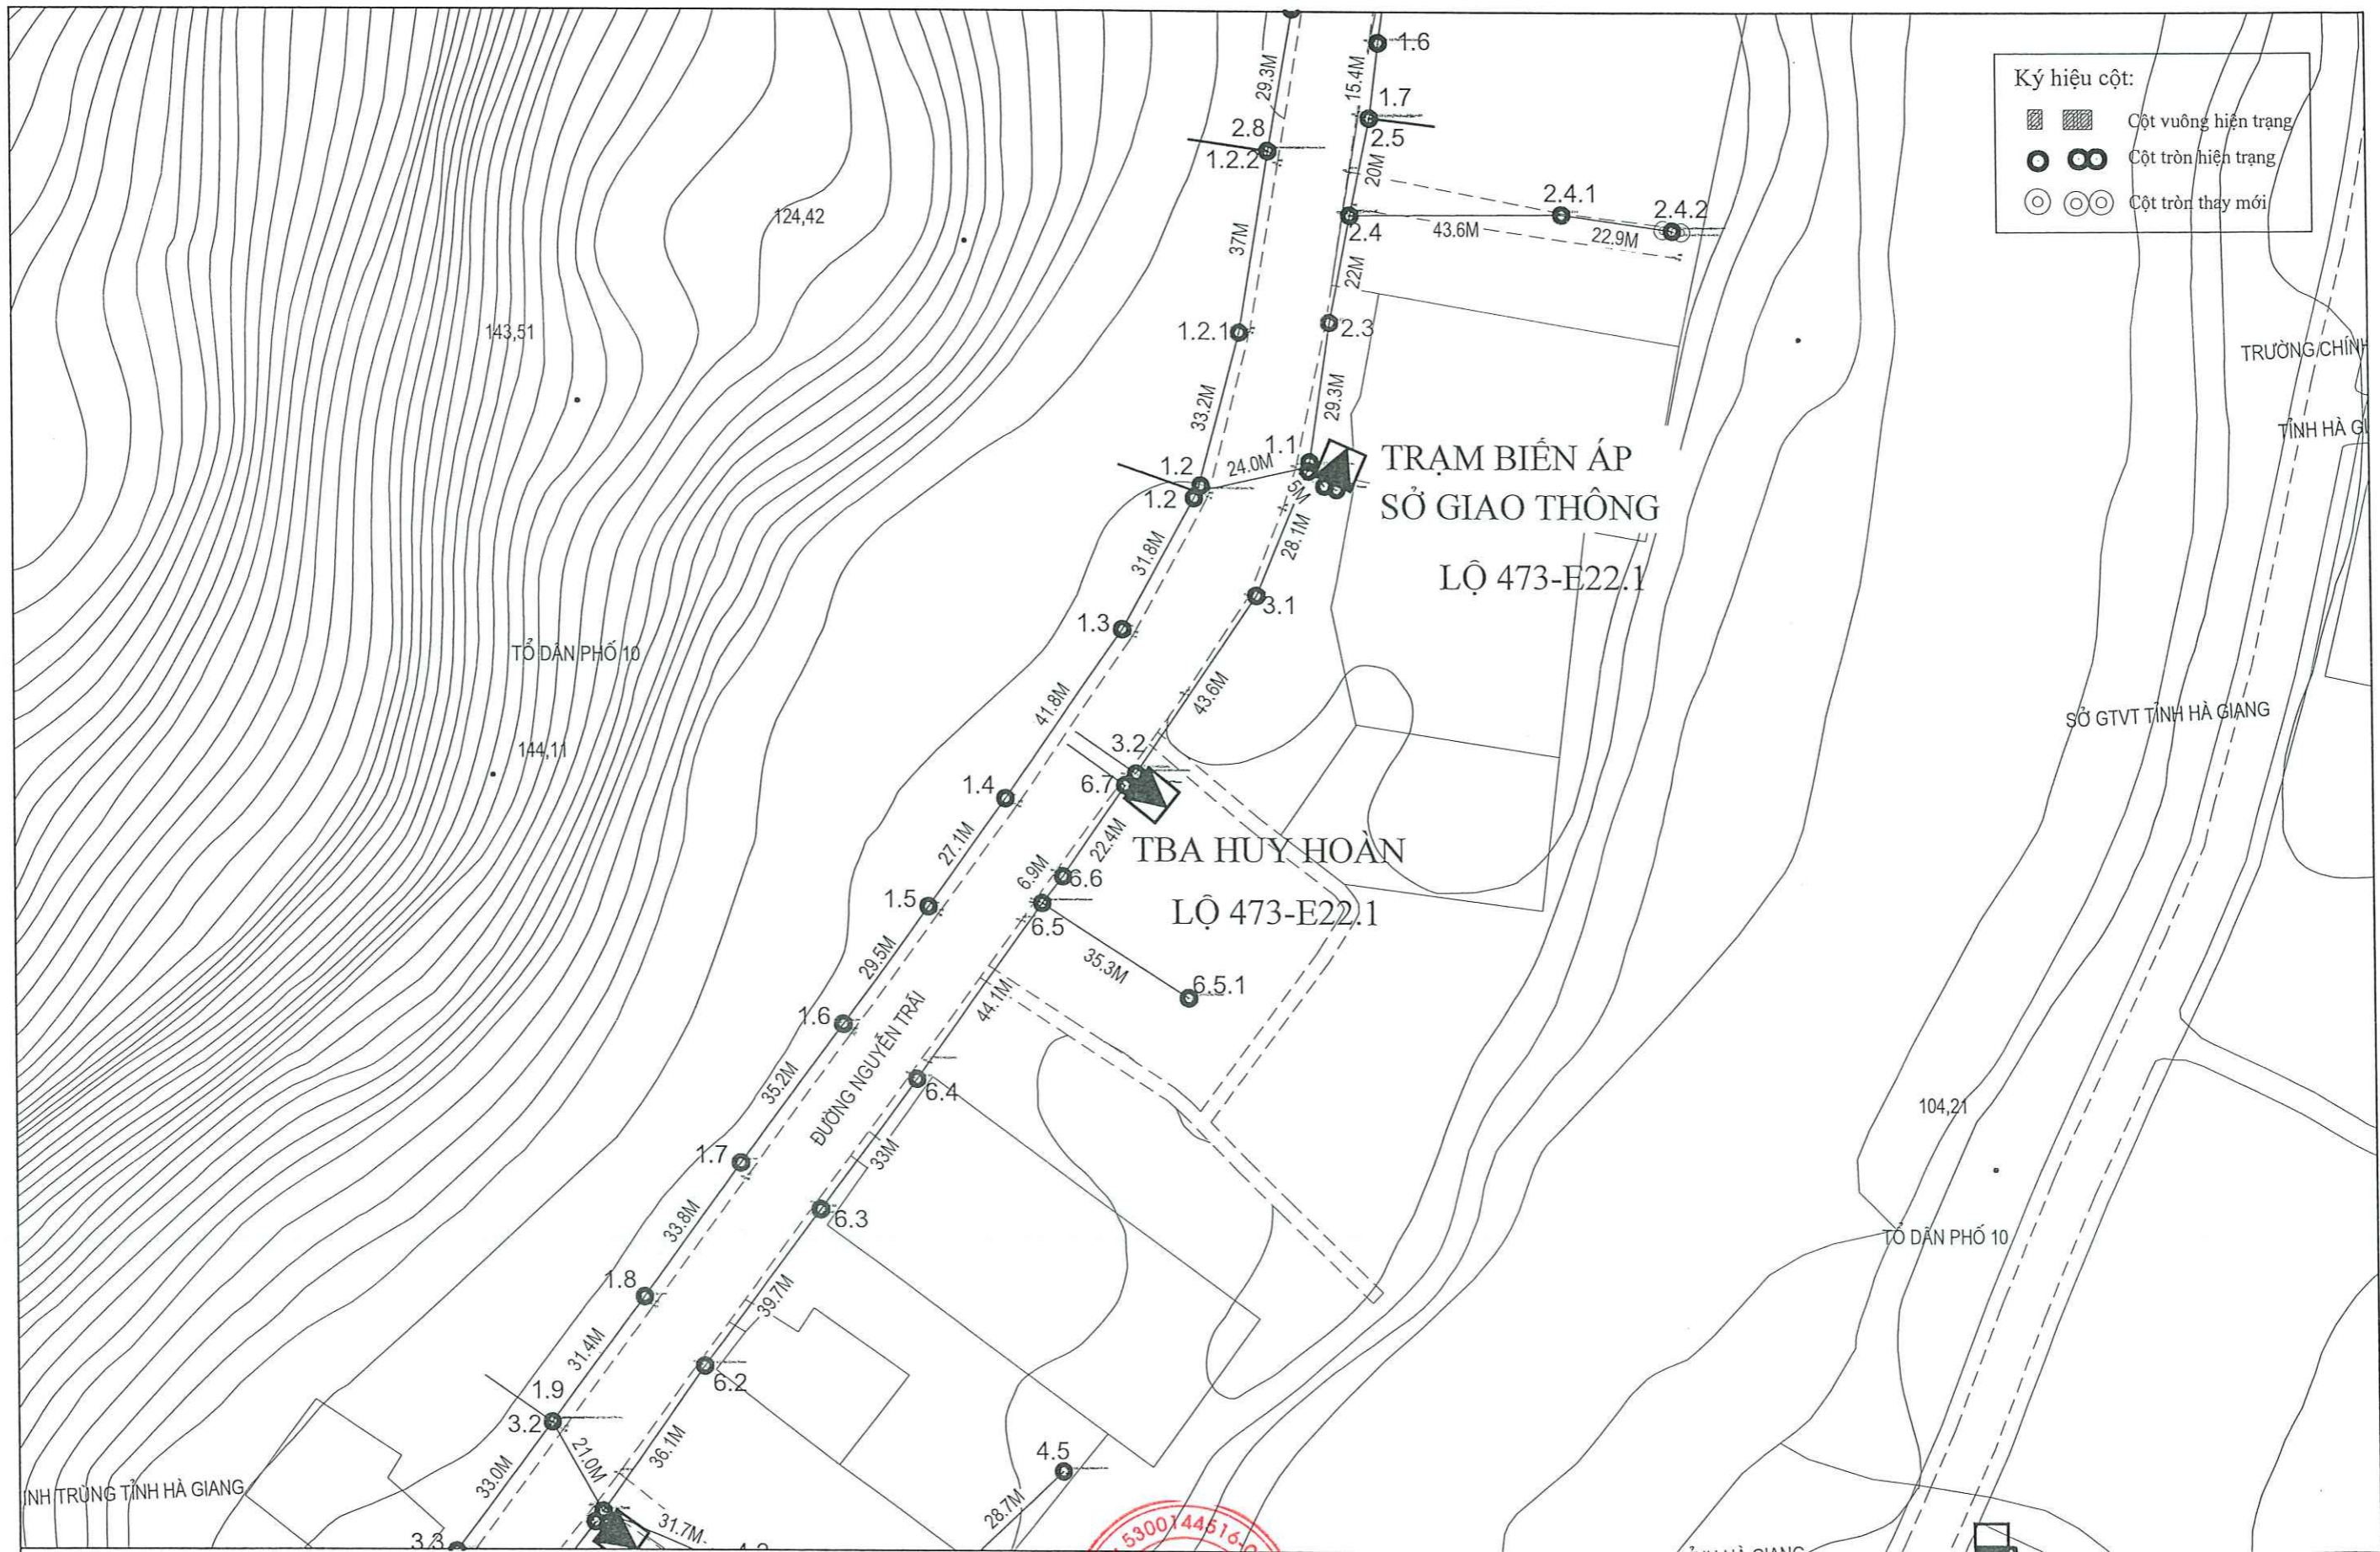 1.6
Ký hiệu cột:
15.4M
29.3M
1.7
Cột vuông hiện trạng
2.8
2.5
1.2.2
Cột tròn hiện trạng
20M
2.4.1
2.4.2
Cột tròn thay mới
124,42
2.4
43.6M
22.9M
37M
22M
143,51
1.2.1
2.3
TỈNH HÀ GI
33.2M
29.3M
1.1
TRẠM BIẾN ÁP
1.2
24.0M
5M
1.2
SỞ GIAO THÔNG
28.1M
31.8M
LỘ 473-E22.1
3.1
1.3
TỔ DÂN PHỐ 10
41.8M
43.6M
SỞ GTVT TỈNH HÀ GIANG
144,11
3.2
1.4
6.7
27.1M
22.4M
TBA HUY HOÀN
6.9M
6.6
1.5
LỘ 473-E22.1
6.5
29.5M
35.3M
6.5.1
44.1M
1.6
ĐƯỜNG NGUYỄN TRÃI
35.2M
6.4
104,21
1.7
33M
6.3
33.8M
TỔ DÂN PHỐ 10
1.8
39.7M
31.4M
6.2
1.9
3.2
36.1M
21.0M
4.5
33.0M
INH TRÙNG TỈNH HÀ GIANG
28.7M
31.7M
5300144516-
3.3